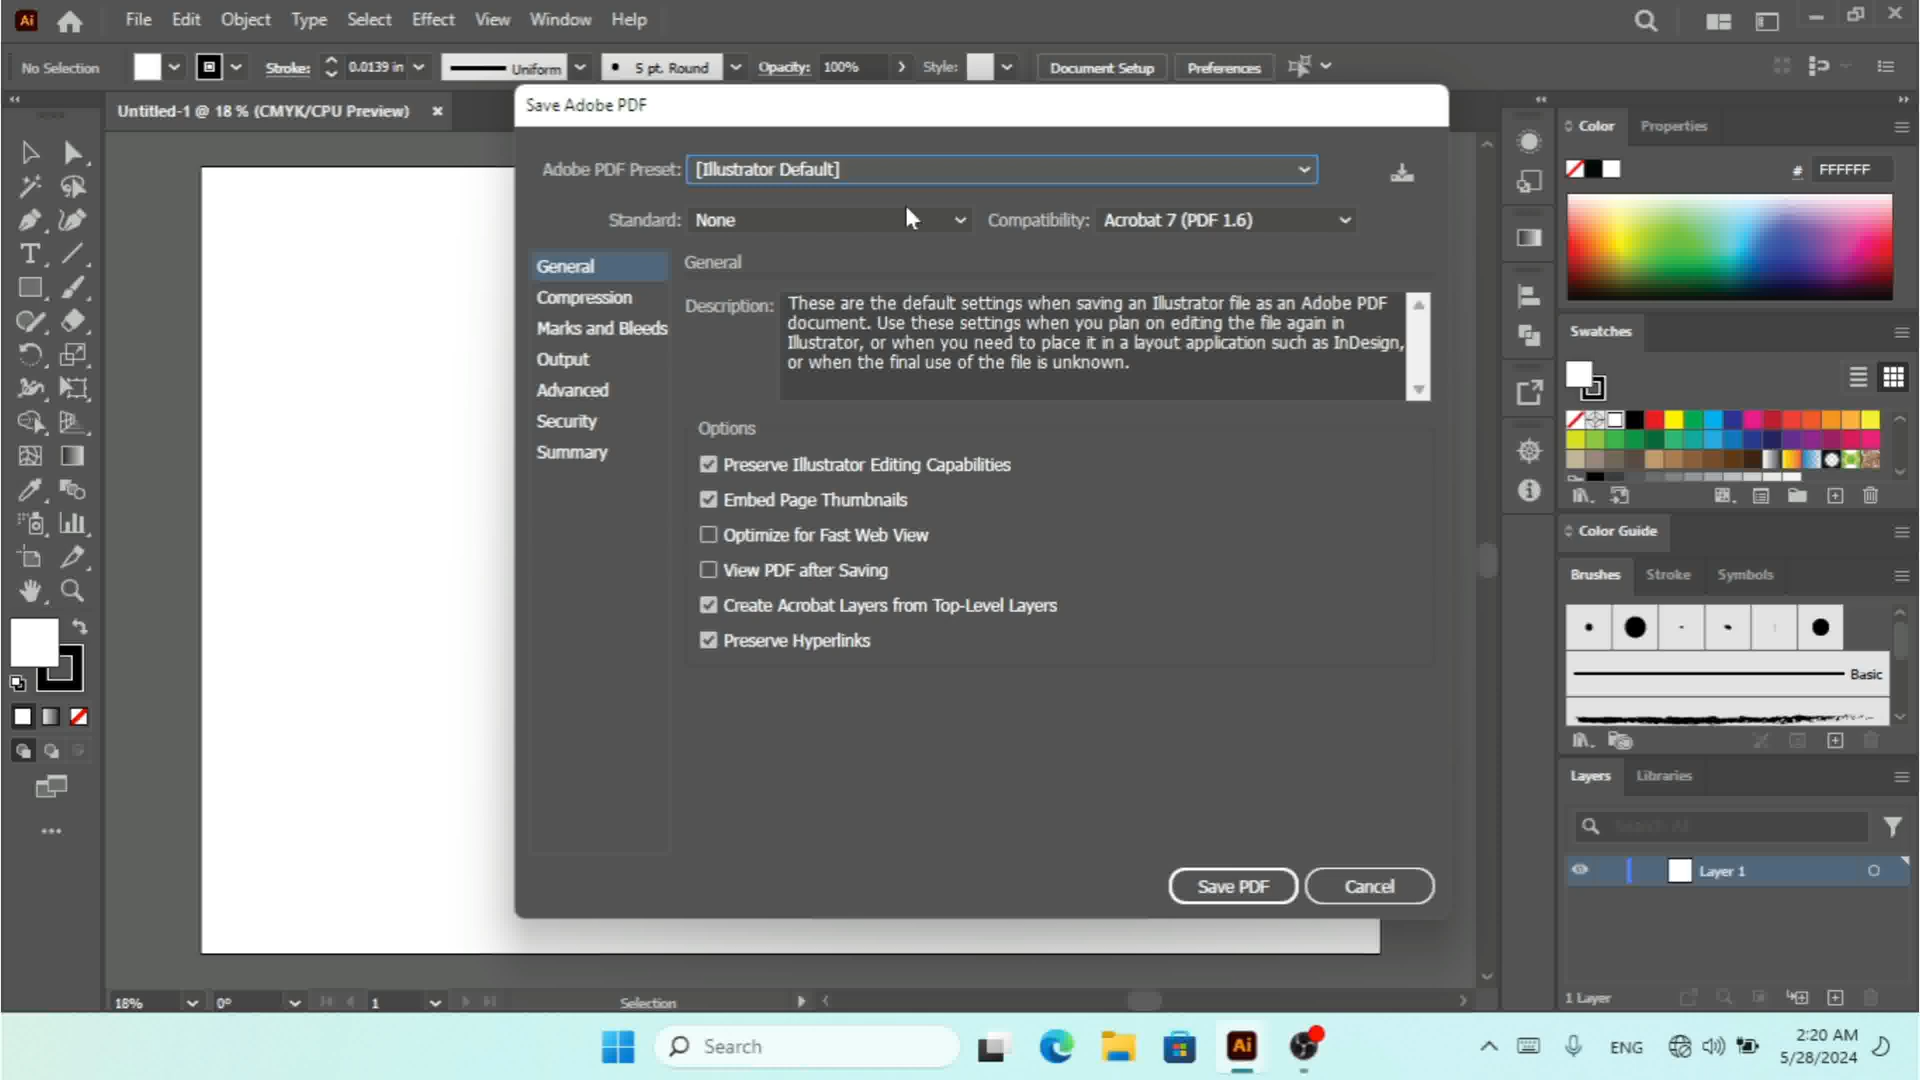 Ai
File Edit Object Type Select Effect View Window Help
No Selection
Stroke: 0.0139 in
Uniform
5 pt. Round
Opacity: 100%
Style:
Document Setup
Preferences
Untitled-1 @ 18 % (CMYK/CPU Preview)
Save Adobe PDF
Adobe PDF Preset: [Illustrator Default]
Standard: None
Compatibility: Acrobat 7 (PDF 1.6)
General
Compression
Marks and Bleeds
Output
Advanced
Security
Summary
General
Description:
These are the default settings when saving an Illustrator file as an Adobe PDF
document. Use these settings when you plan on editing the file again in
Illustrator, or when you need to place it in a layout application such as InDesign,
or when the final use of the file is unknown.
Options
Preserve Illustrator Editing Capabilities
Embed Page Thumbnails
Optimize for Fast Web View
View PDF after Saving
Create Acrobat Layers from Top-Level Layers
Preserve Hyperlinks
Save PDF
Cancel
Color Properties
# FFFFFF
Swatches
Color Guide
Brushes Stroke Symbols
Basic
Layers Libraries
Search All
Layer 1
1 Layer
18% 0° 1 Selection
Search
Ai
ENG
2:20 AM
5/28/2024